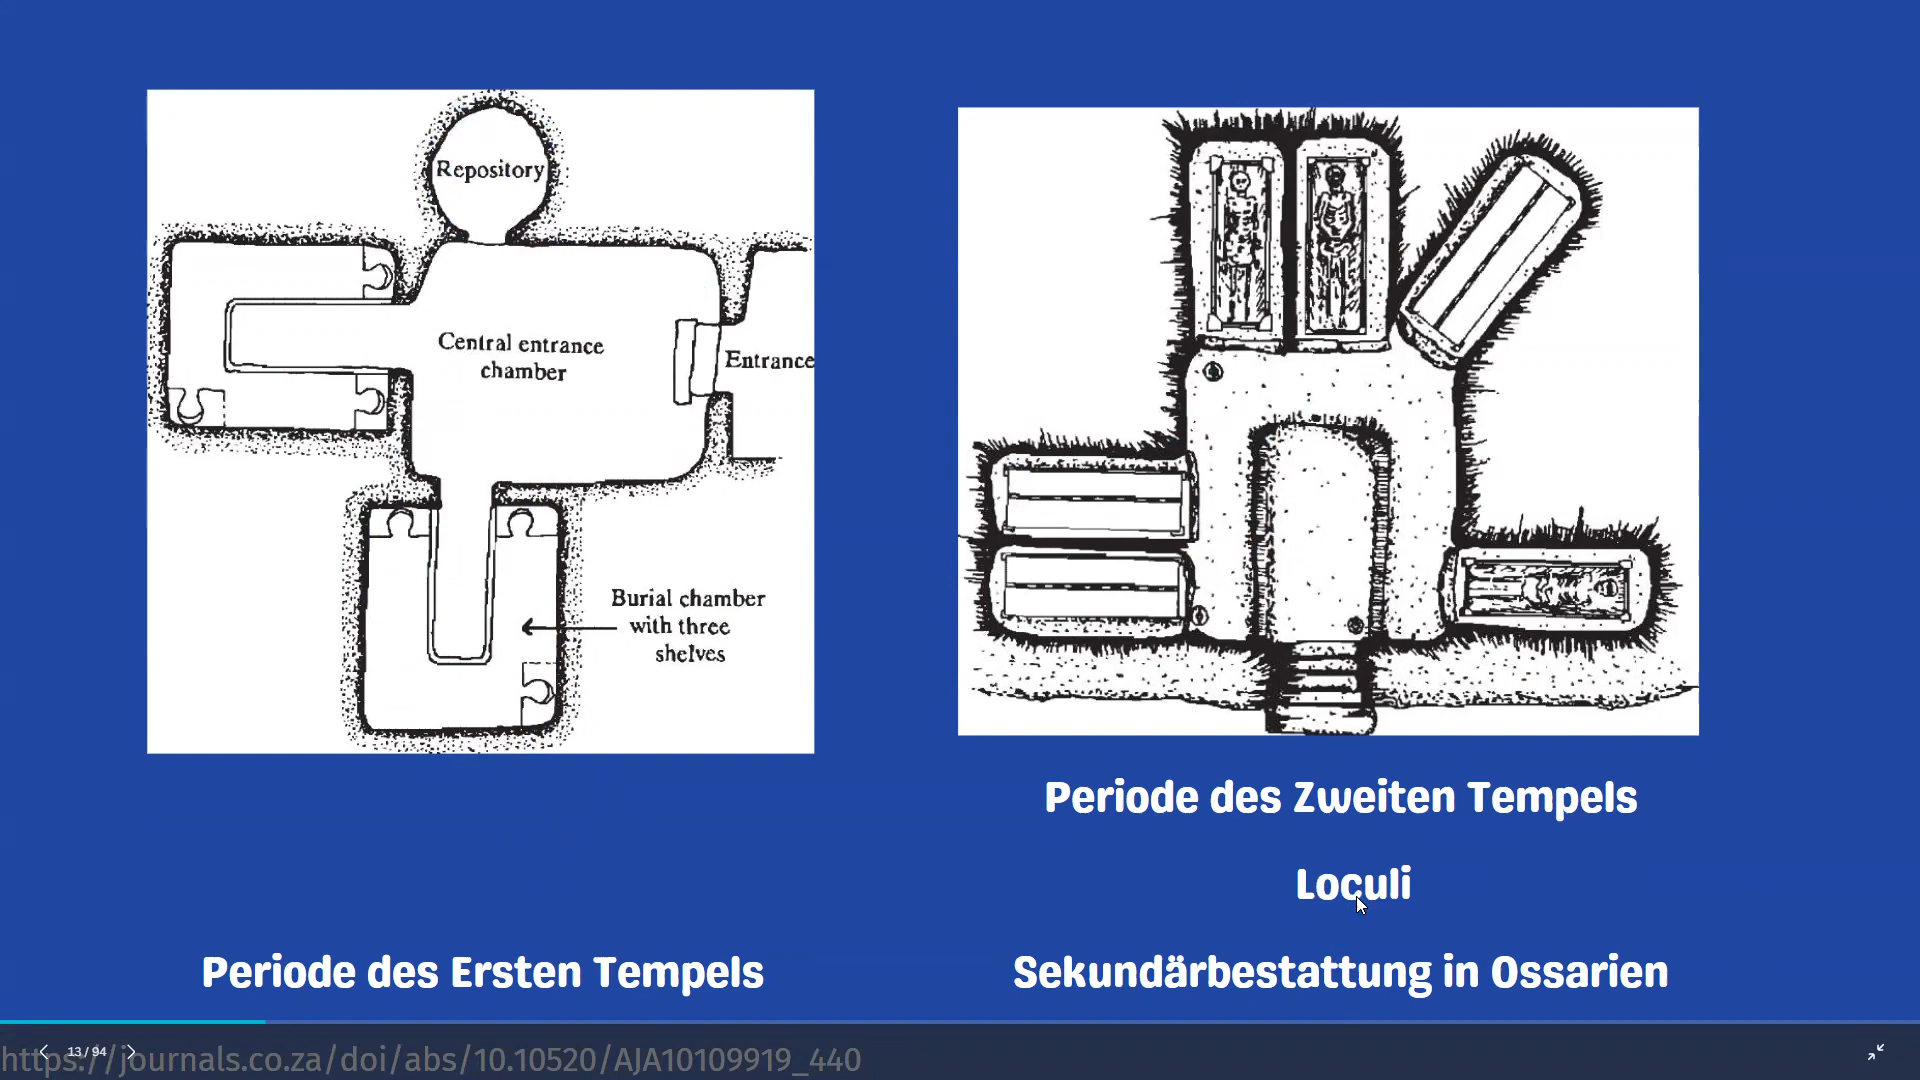 Repository
Central entrance
chamber
Entrance
Burial chamber
with three
shelves
Periode des Ersten Tempels
Periode des Zweiten Tempels
Loculi
Sekundärbestattung in Ossarien
13 / 94
https://journals.co.za/doi/abs/10.10520/AJA10109919_440